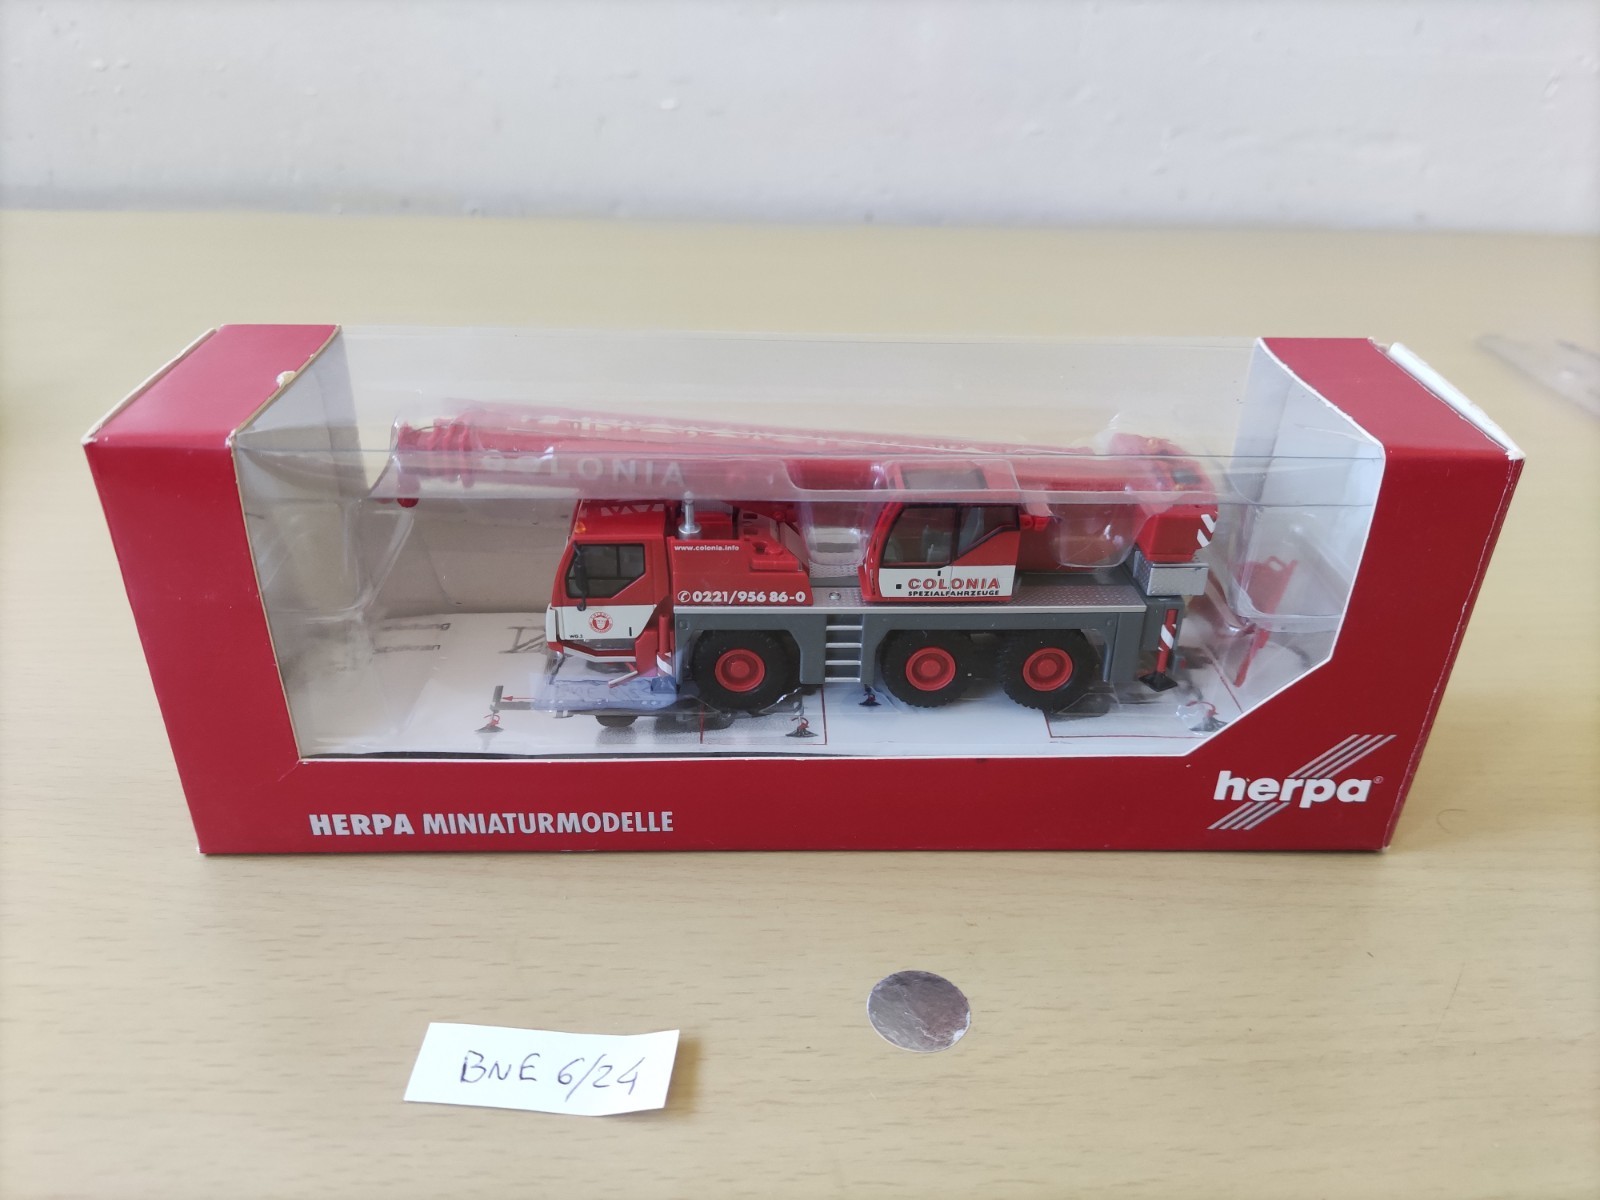 COLONIA
www.colonia.info
✆ 0221/956 86-0
COLONIA
SPEZIALFAHRZEUGE
HERPA MINIATURMODELLE
herpa®
BNE 6/24